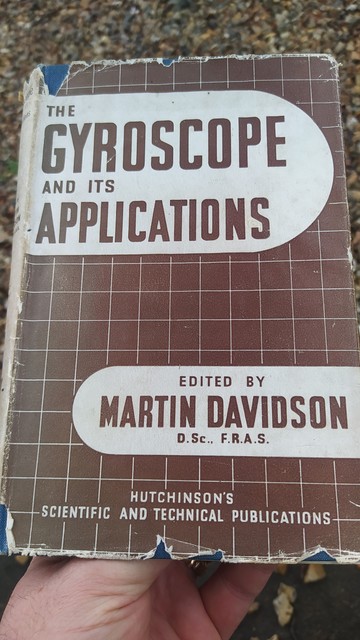 THE
GYROSCOPE
AND ITS
APPLICATIONS
EDITED BY
MARTIN DAVIDSON
D.Sc., F.R.A.S.
HUTCHINSON'S
SCIENTIFIC AND TECHNICAL PUBLICATIONS